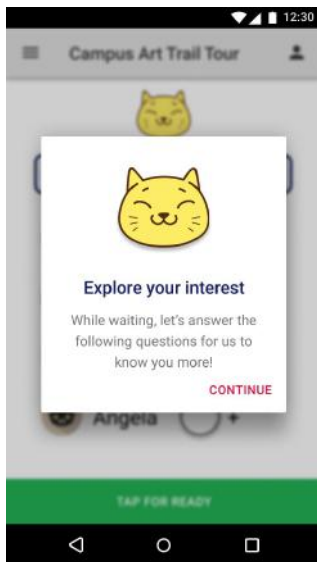 12:30
Campus Art Trail Tour
Explore your interest
While waiting, let's answer the
following questions for us to
know you more!
CONTINUE
Angela
+
TAP FOR READY